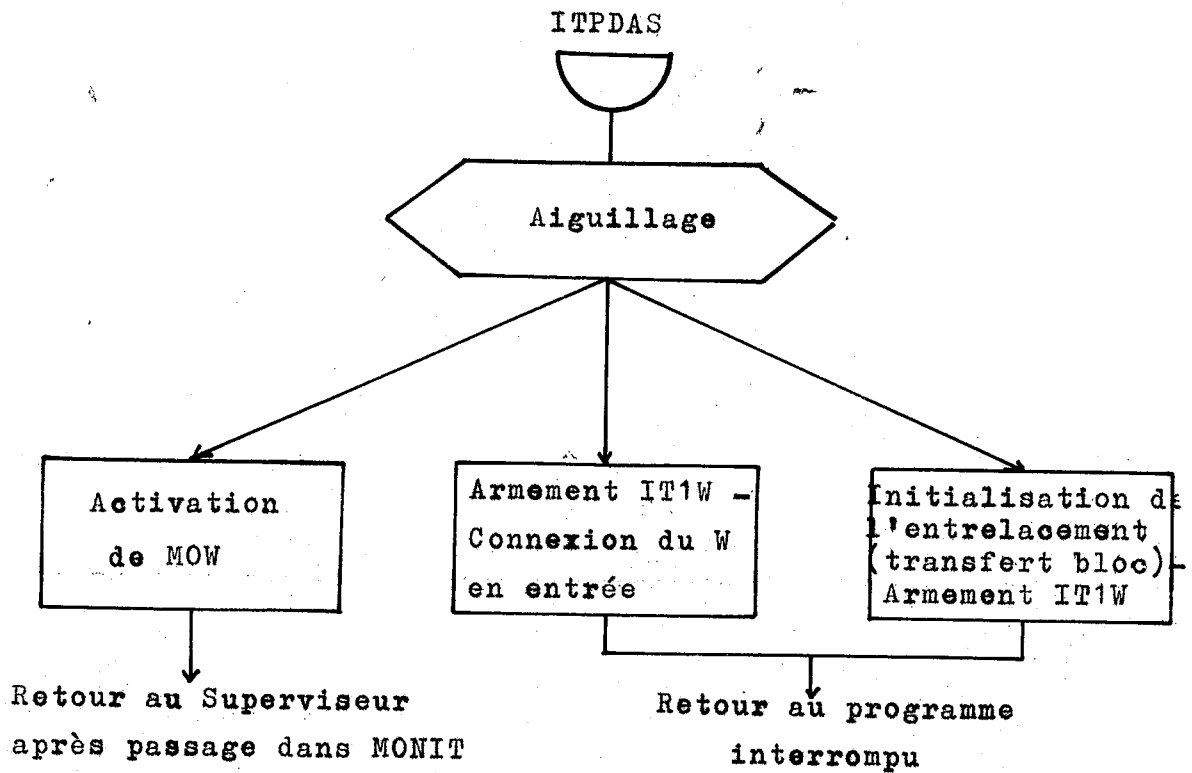 ITPDAS
Aiguillage
Activation
de MOW
Armement IT1W –
Connexion du W
en entrée
Initialisation de
l'entrelacement
(transfert bloc)–
Armement IT1W
Retour au Superviseur
après passage dans MONIT
Retour au programme
interrompu